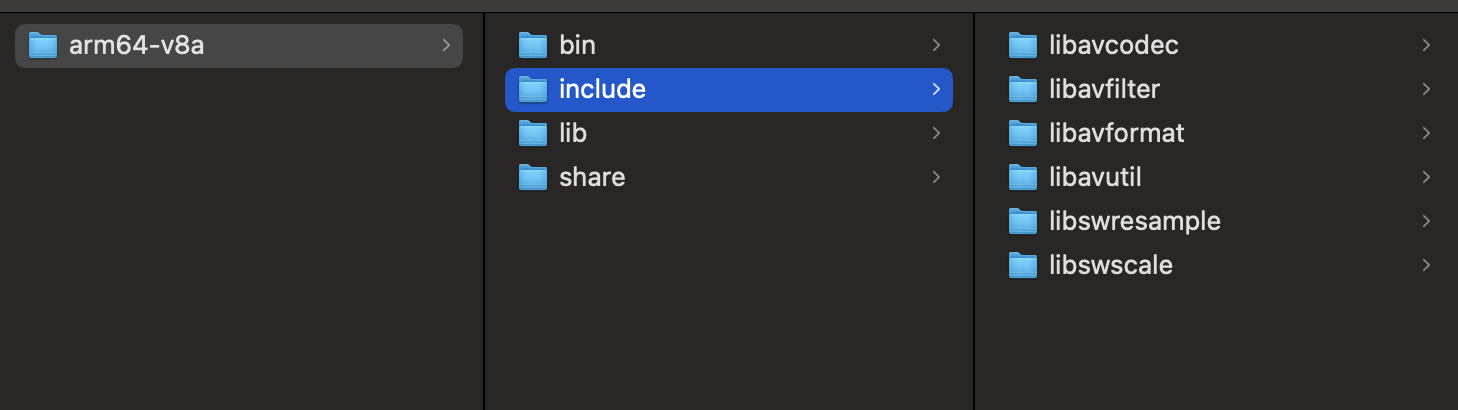 arm64-v8a
bin
include
lib
share
libavcodec
libavfilter
libavformat
libavutil
libswresample
libswscale